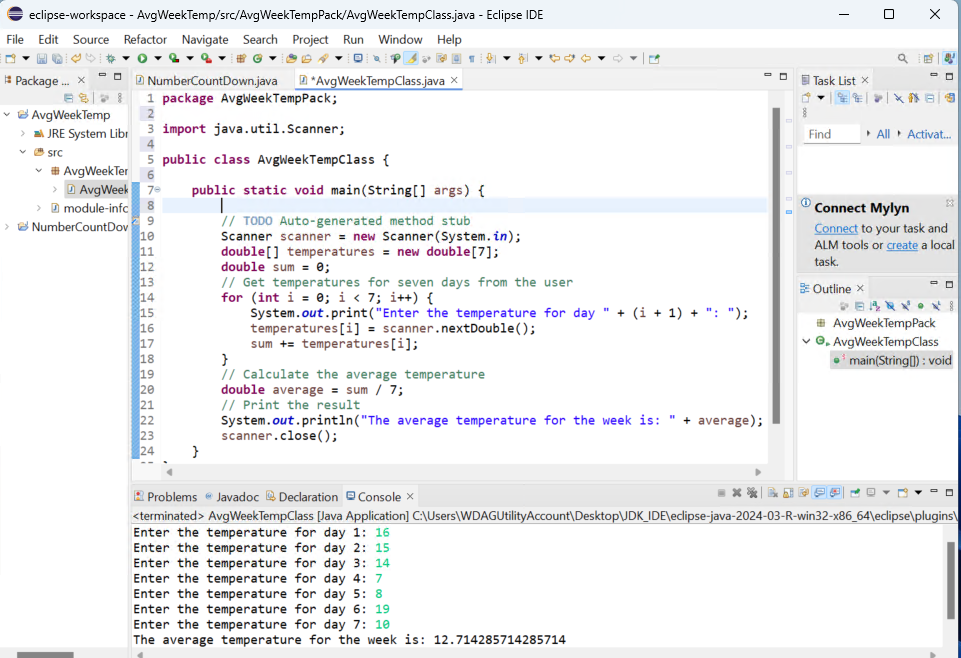 eclipse-workspace - AvgWeekTemp/src/AvgWeekTempPack/AvgWeekTempClass.java - Eclipse IDE
File Edit Source Refactor Navigate Search Project Run Window Help
Package ...
AvgWeekTemp
JRE System Libr
src
AvgWeekTer
AvgWeek
module-info
NumberCountDov
NumberCountDown.java *AvgWeekTempClass.java
1 package AvgWeekTempPack;
2
3 import java.util.Scanner;
4
5 public class AvgWeekTempClass {
6
7 public static void main(String[] args) {
8
9 // TODO Auto-generated method stub
10 Scanner scanner = new Scanner(System.in);
11 double[] temperatures = new double[7];
12 double sum = 0;
13 // Get temperatures for seven days from the user
14 for (int i = 0; i < 7; i++) {
15 System.out.print("Enter the temperature for day " + (i + 1) + ": ");
16 temperatures[i] = scanner.nextDouble();
17 sum += temperatures[i];
18 }
19 // Calculate the average temperature
20 double average = sum / 7;
21 // Print the result
22 System.out.println("The average temperature for the week is: " + average);
23 scanner.close();
24 }
Task List
Find All Activat...
Connect Mylyn
Connect to your task and
ALM tools or create a local
task.
Outline
AvgWeekTempPack
AvgWeekTempClass
main(String[]) : void
Problems Javadoc Declaration Console
<terminated> AvgWeekTempClass [Java Application] C:\Users\WDAGUtilityAccount\Desktop\JDK_IDE\eclipse-java-2024-03-R-win32-x86_64\eclipse\plugins\
Enter the temperature for day 1: 16
Enter the temperature for day 2: 15
Enter the temperature for day 3: 14
Enter the temperature for day 4: 7
Enter the temperature for day 5: 8
Enter the temperature for day 6: 19
Enter the temperature for day 7: 10
The average temperature for the week is: 12.714285714285714